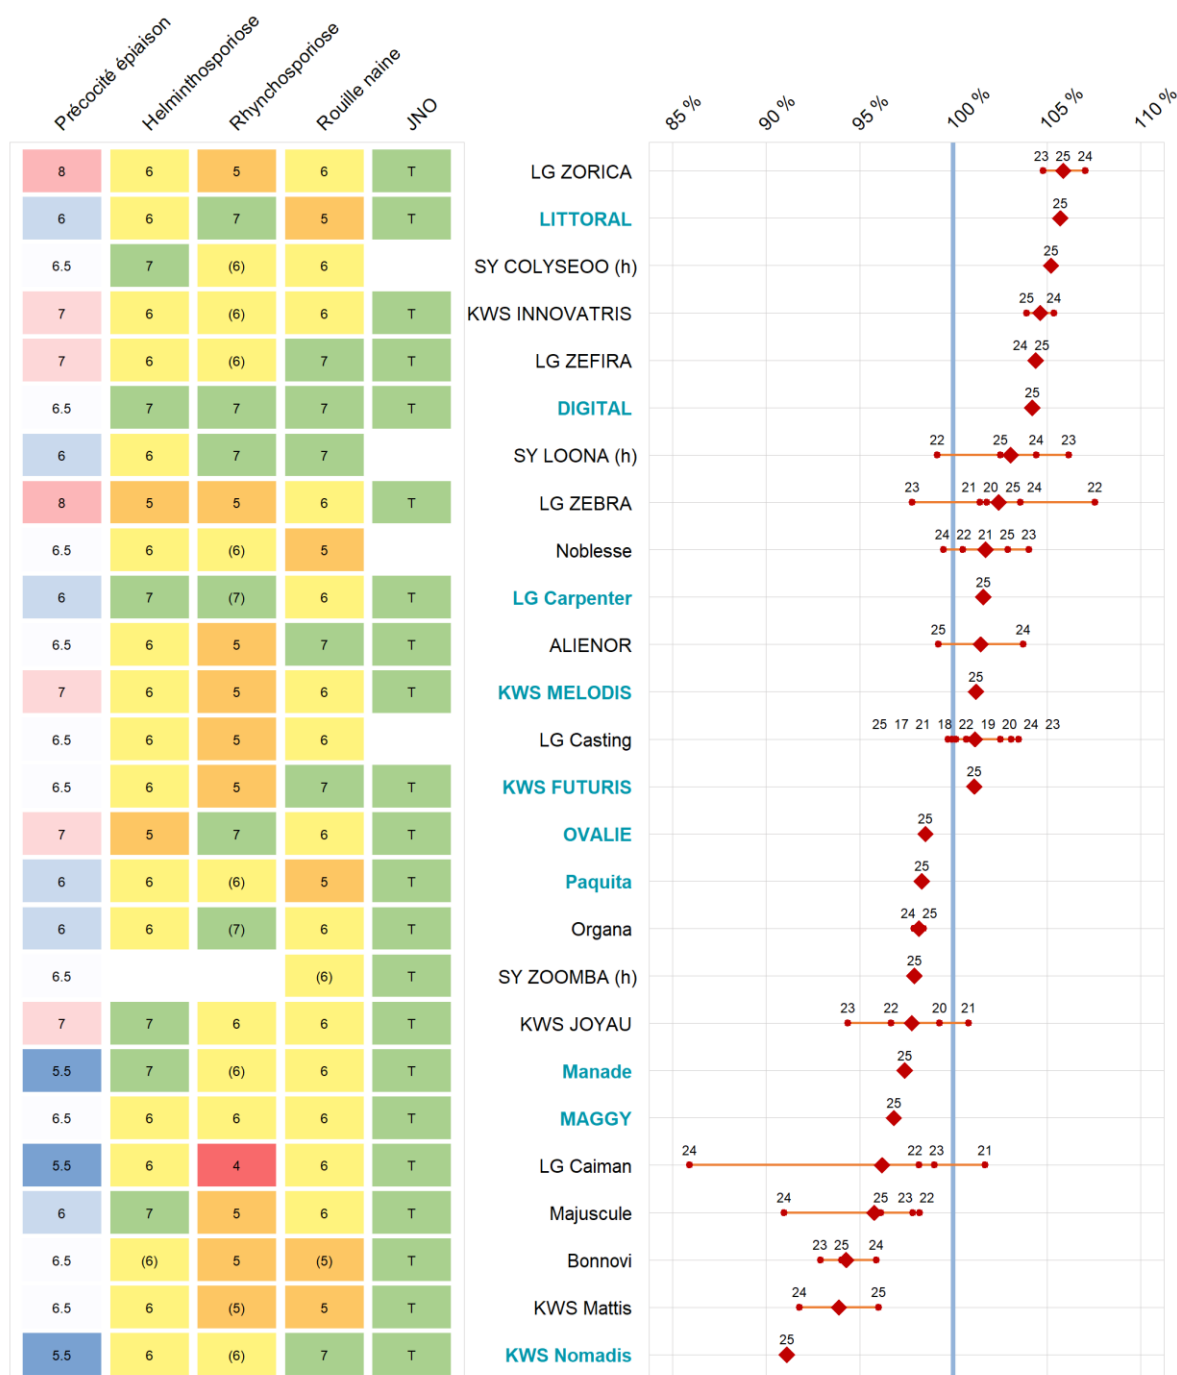 Précocité épiaison Helminthosporiose Rhynchosporiose Rouille naine JNO 85 % 90 % 95 % 100 % 105 % 110 %
8 6 5 6 T LG ZORICA 23 25 24
6 6 7 5 T LITTORAL 25
6.5 7 (6) 6 SY COLYSEOO (h) 25
7 6 (6) 6 T KWS INNOVATRIS 25 24
7 6 (6) 7 T LG ZEFIRA 24 25
6.5 7 7 7 T DIGITAL 25
6 6 7 7 SY LOONA (h) 22 25 24 23
8 5 5 6 T LG ZEBRA 23 21 20 25 24 22
6.5 6 (6) 5 Noblesse 24 22 21 25 23
6 7 (7) 6 T LG Carpenter 25
6.5 6 5 7 T ALIENOR 25 24
7 6 5 6 T KWS MELODIS 25
6.5 6 5 6 LG Casting 25 17 21 18 22 19 20 24 23
6.5 6 5 7 T KWS FUTURIS 25
7 5 7 6 T OVALIE 25
6 6 (6) 5 T Paquita 25
6 6 (7) 6 T Organa 24 25
6.5 (6) T SY ZOOMBA (h) 25
7 7 6 6 T KWS JOYAU 23 22 20 21
5.5 7 (6) 6 T Manade 25
6.5 6 6 6 T MAGGY 25
5.5 6 4 6 T LG Caiman 24 22 23 21
6 7 5 6 T Majuscule 24 25 23 22
6.5 (6) 5 (5) T Bonnovi 23 25 24
6.5 6 (5) 5 T KWS Mattis 24 25
5.5 6 (6) 7 T KWS Nomadis 25